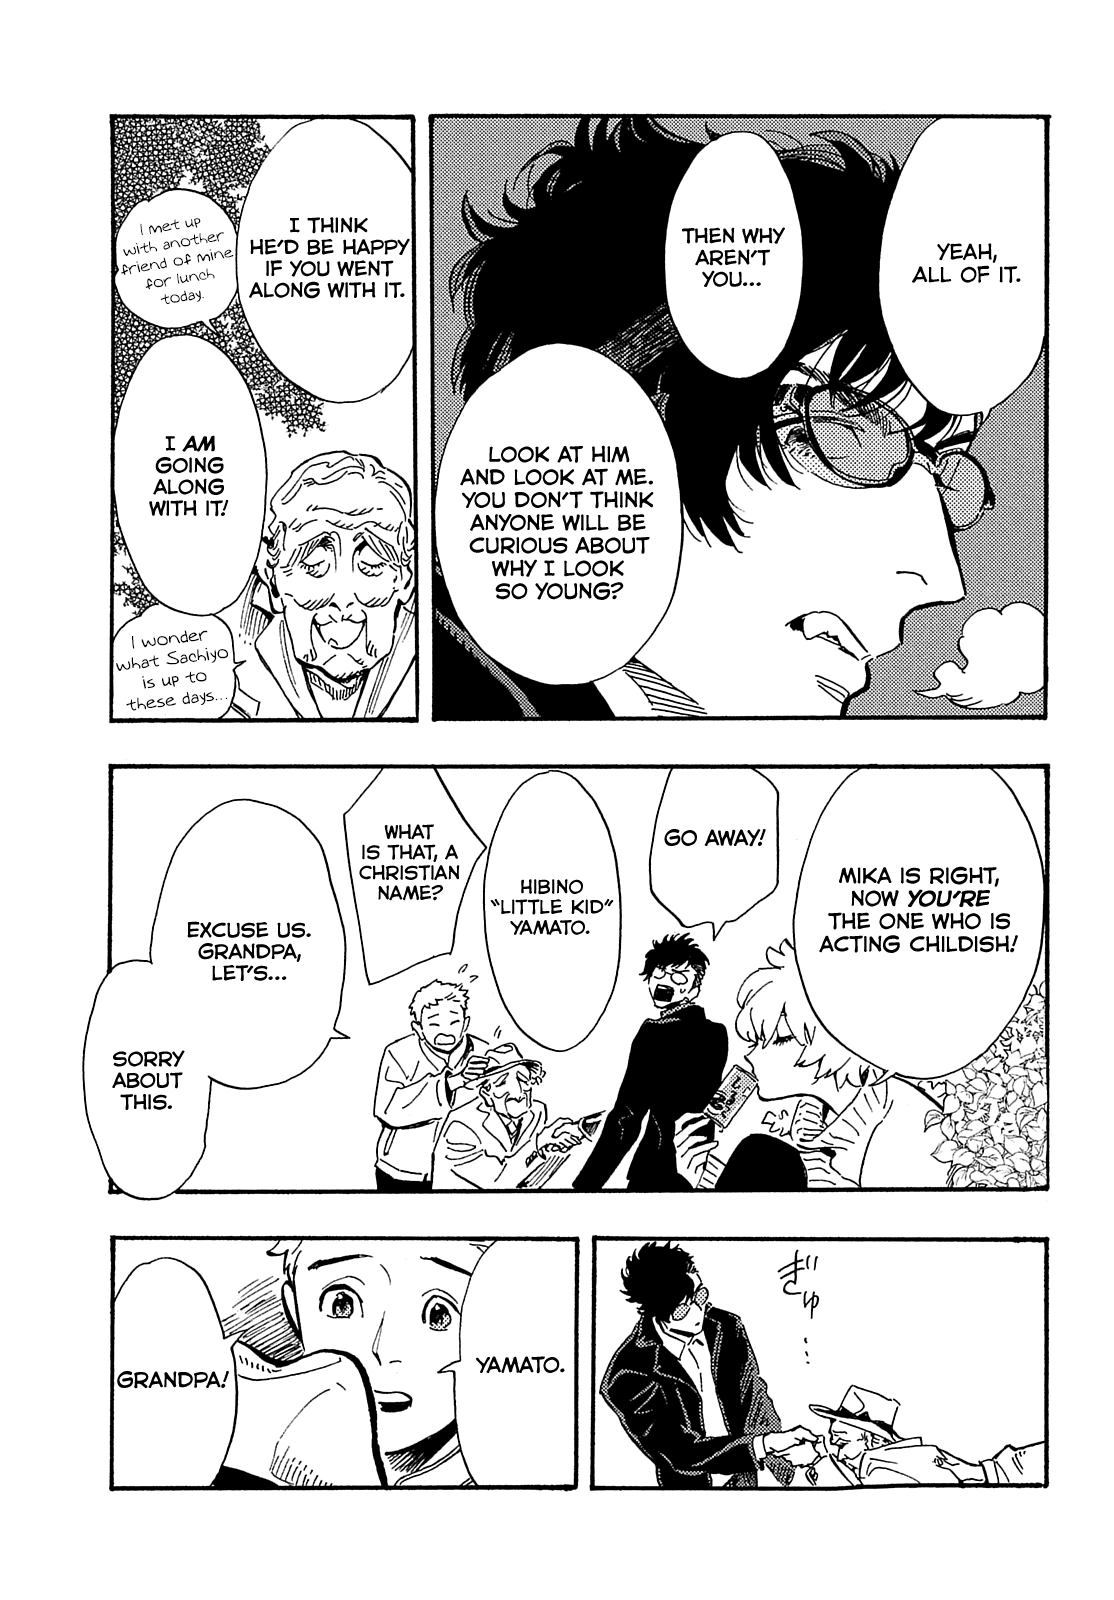 YEAH,
ALL OF IT.
THEN WHY
AREN'T
YOU...
LOOK AT HIM
AND LOOK AT ME.
YOU DON'T THINK
ANYONE WILL BE
CURIOUS ABOUT
WHY I LOOK
SO YOUNG?
I THINK
HE'D BE HAPPY
IF YOU WENT
ALONG WITH IT.
I met up
with another
friend of mine
for lunch
today.
I AM
GOING
ALONG
WITH IT!
I wonder
what Sachiyo
is up to
these days...
MIKA IS RIGHT,
NOW YOU'RE
THE ONE WHO IS
ACTING CHILDISH!
GO AWAY!
HIBINO
"LITTLE KID"
YAMATO.
WHAT
IS THAT, A
CHRISTIAN
NAME?
EXCUSE US.
GRANDPA,
LET'S...
SORRY
ABOUT
THIS.
ぎゅ…
YAMATO.
GRANDPA!